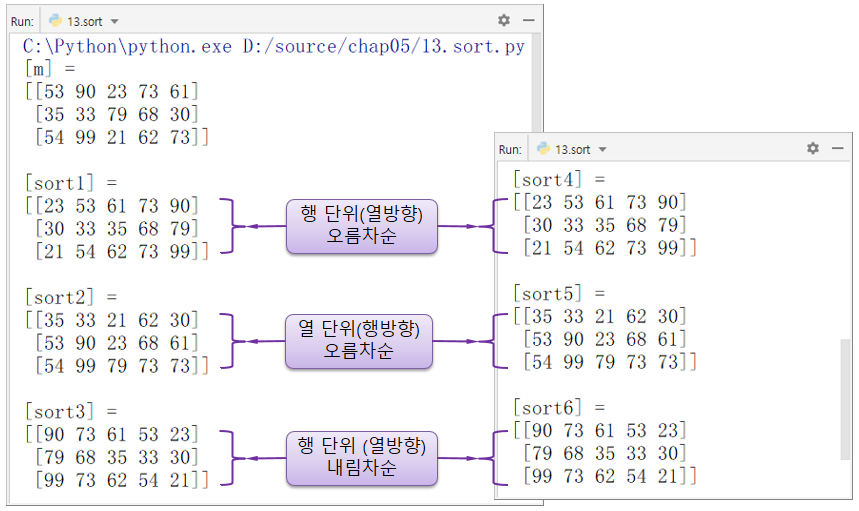 Run: 13.sort
C:\Python\python.exe D:/source/chap05/13.sort.py
[m] =
[[53 90 23 73 61]
[35 33 79 68 30]
[54 99 21 62 73]]
[sort1] =
[[23 53 61 73 90]
[30 33 35 68 79]
[21 54 62 73 99]]
행 단위(열방향)
오름차순
[sort2] =
[[35 33 21 62 30]
[53 90 23 68 61]
[54 99 79 73 73]]
열 단위(행방향)
오름차순
[sort3] =
[[90 73 61 53 23]
[79 68 35 33 30]
[99 73 62 54 21]]
행 단위 (열방향)
내림차순
Run: 13.sort
[sort4] =
[[23 53 61 73 90]
[30 33 35 68 79]
[21 54 62 73 99]]
[sort5] =
[[35 33 21 62 30]
[53 90 23 68 61]
[54 99 79 73 73]]
[sort6] =
[[90 73 61 53 23]
[79 68 35 33 30]
[99 73 62 54 21]]